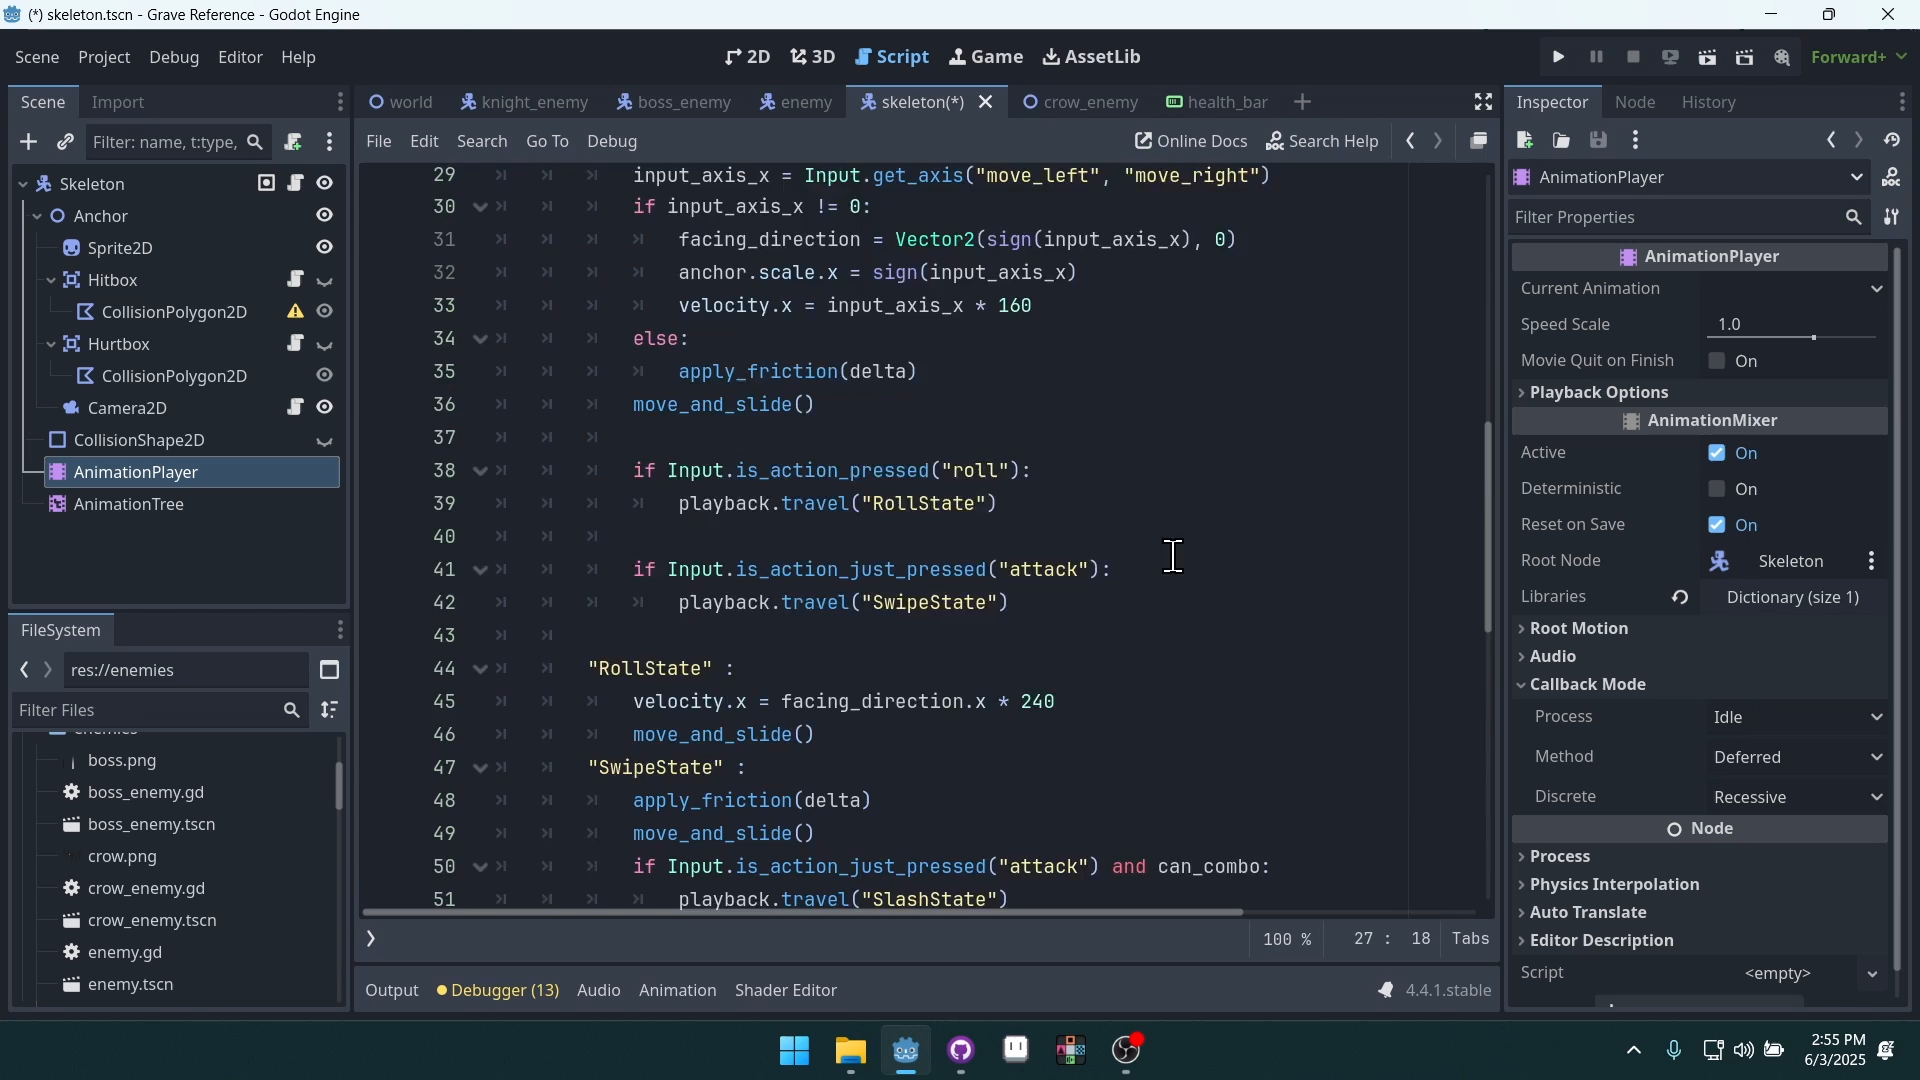 (*) skeleton.tscn - Grave Reference - Godot Engine
Scene Project Debug Editor Help
2D 3D Script Game AssetLib
Forward+
Scene Import
Filter: name, t:type,
Skeleton
Anchor
Sprite2D
Hitbox
CollisionPolygon2D
Hurtbox
CollisionPolygon2D
Camera2D
CollisionShape2D
AnimationPlayer
AnimationTree
FileSystem
res://enemies
Filter Files
enemies
boss.png
boss_enemy.gd
boss_enemy.tscn
crow.png
crow_enemy.gd
crow_enemy.tscn
enemy.gd
enemy.tscn
world knight_enemy boss_enemy enemy skeleton(*) crow_enemy health_bar
File Edit Search Go To Debug Online Docs Search Help
29 input_axis_x = Input.get_axis("move_left", "move_right")
30 if input_axis_x != 0:
31 facing_direction = Vector2(sign(input_axis_x), 0)
32 anchor.scale.x = sign(input_axis_x)
33 velocity.x = input_axis_x * 160
34 else:
35 apply_friction(delta)
36 move_and_slide()
37
38 if Input.is_action_pressed("roll"):
39 playback.travel("RollState")
40
41 if Input.is_action_just_pressed("attack"):
42 playback.travel("SwipeState")
43
44 "RollState" :
45 velocity.x = facing_direction.x * 240
46 move_and_slide()
47 "SwipeState" :
48 apply_friction(delta)
49 move_and_slide()
50 if Input.is_action_just_pressed("attack") and can_combo:
51 playback.travel("SlashState")
100 % 27 : 18 Tabs
Output Debugger (13) Audio Animation Shader Editor 4.4.1.stable
Inspector Node History
AnimationPlayer
Filter Properties
AnimationPlayer
Current Animation
Speed Scale 1.0
Movie Quit on Finish On
Playback Options
AnimationMixer
Active On
Deterministic On
Reset on Save On
Root Node Skeleton
Libraries Dictionary (size 1)
Root Motion
Audio
Callback Mode
Process Idle
Method Deferred
Discrete Recessive
Node
Process
Physics Interpolation
Auto Translate
Editor Description
Script <empty>
2:55 PM
6/3/2025